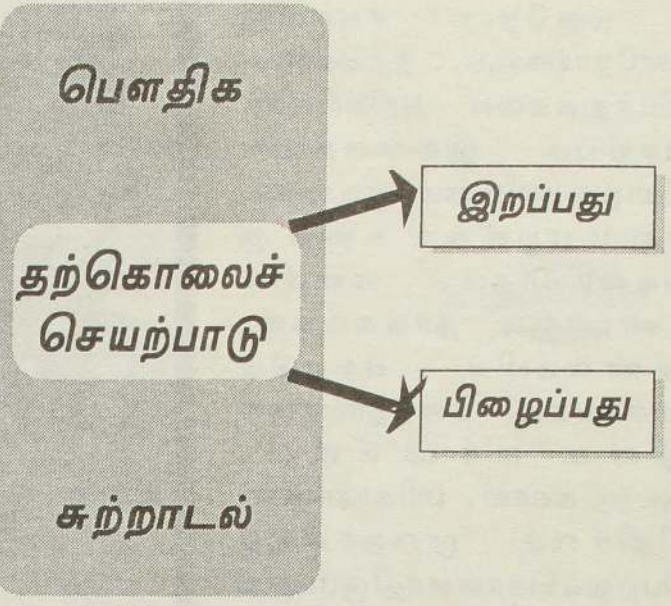 பௌதிக
இறப்பது
தற்கொலைச்
செயற்பாடு
பிழைப்பது
சுற்றாடல்